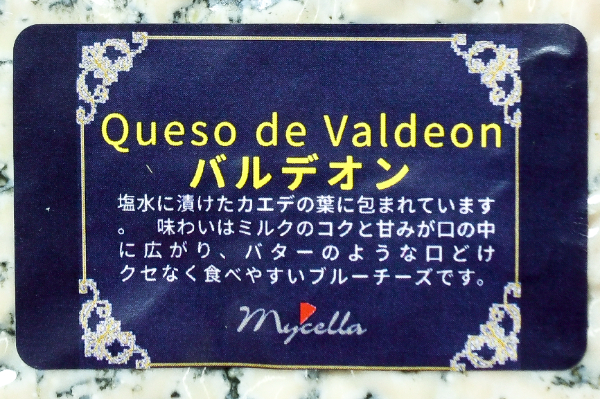 Queso de Valdeon
バルデオン
塩水に漬けたカエデの葉に包まれています
。 味わいはミルクのコクと甘みが口の中
に広がり、バターのような口どけ
クセなく食べやすいブルーチーズです。
Mycella